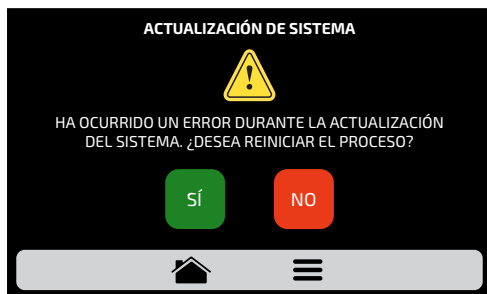 ACTUALIZACIÓN DE SISTEMA
!
HA OCURRIDO UN ERROR DURANTE LA ACTUALIZACIÓN
DEL SISTEMA. ¿DESEA REINICIAR EL PROCESO?
SÍ NO